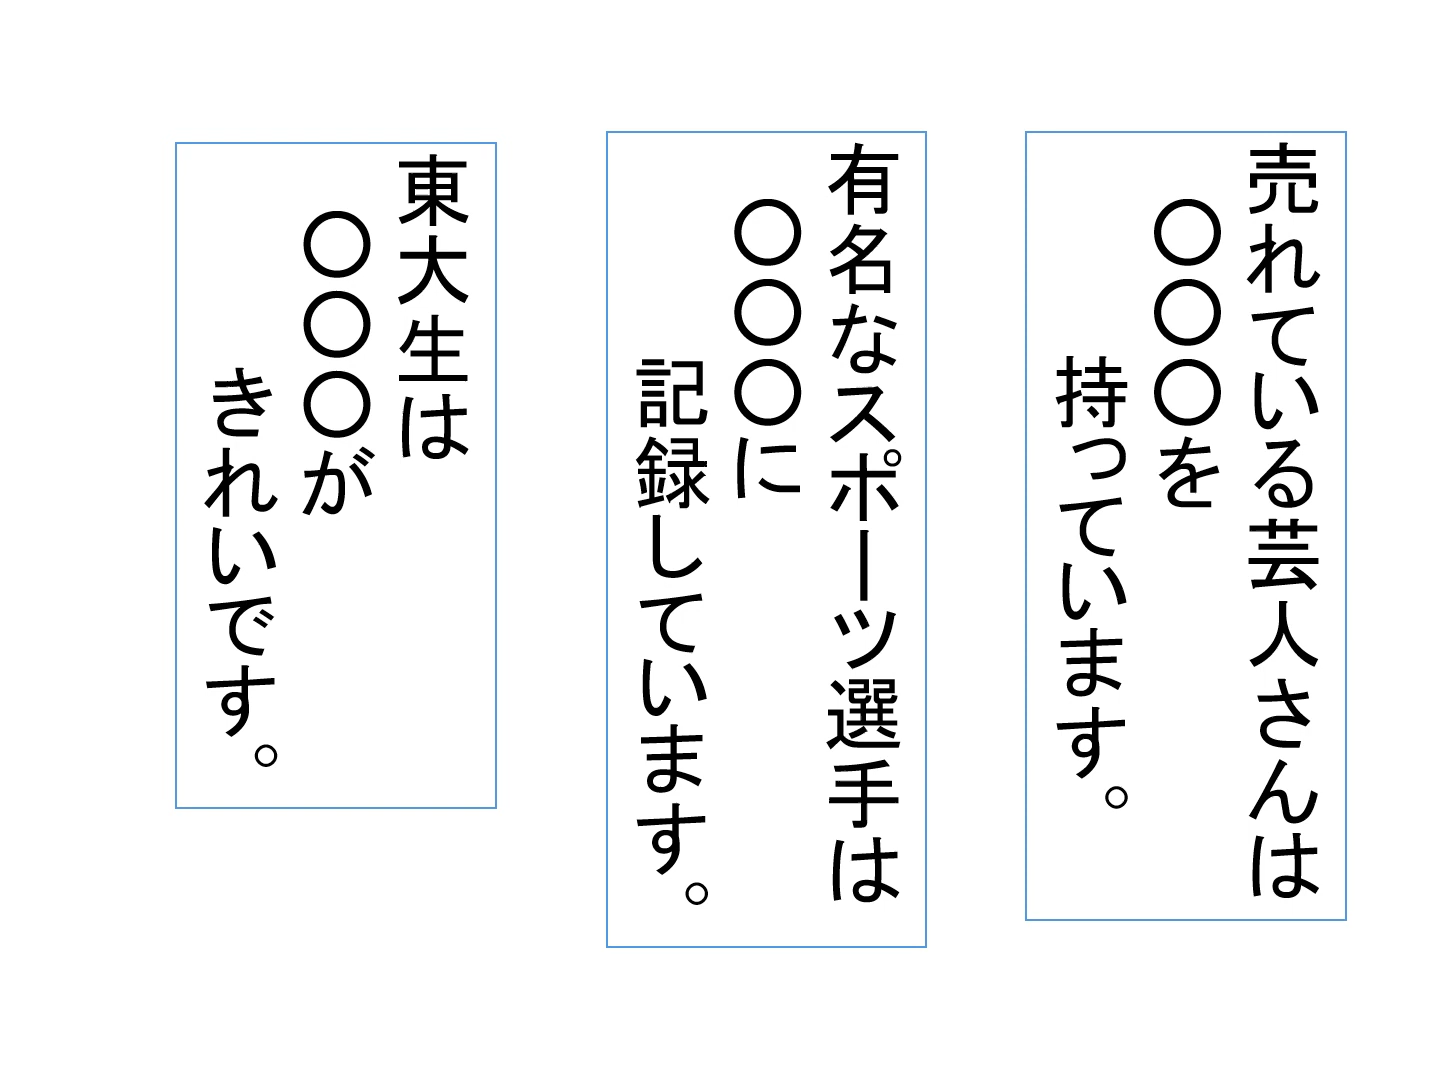 売れている芸人さんは
〇〇〇を
持っています。
有名なスポーツ選手は
〇〇〇に
記録しています。
東大生は
〇〇〇が
きれいです。